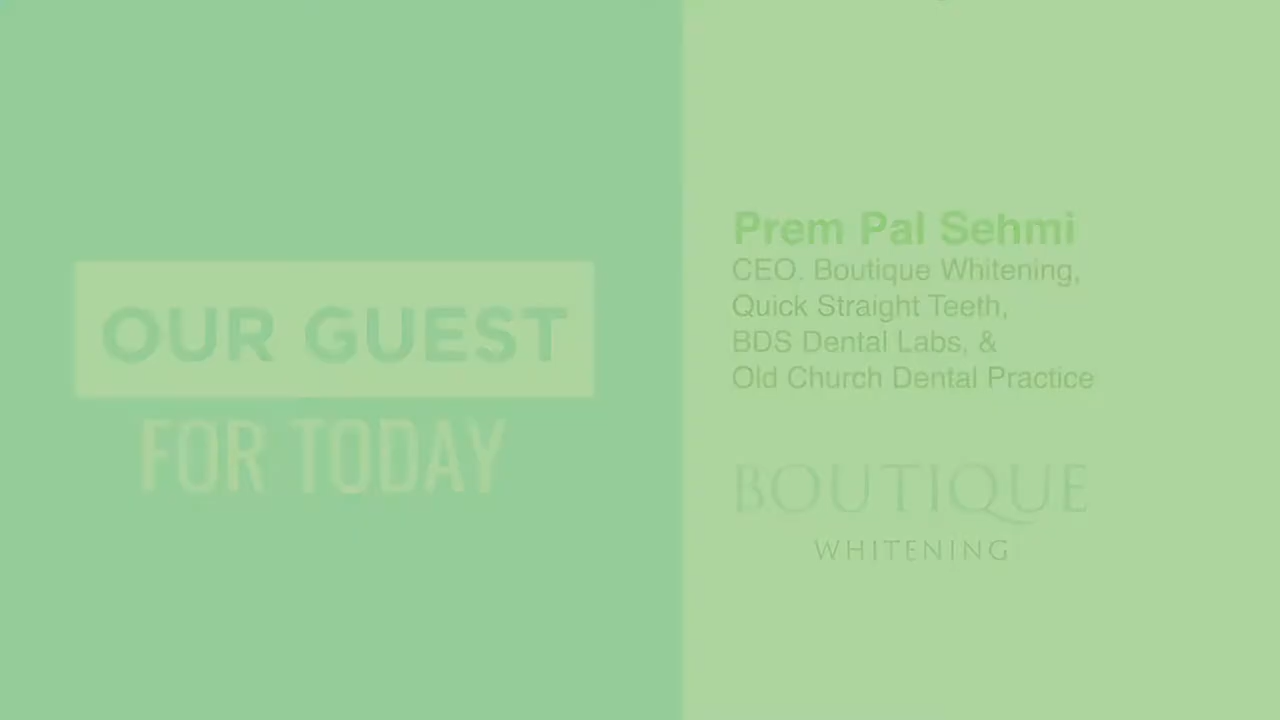 OUR GUEST
FOR TODAY
Prem Pal Sehmi
CEO. Boutique Whitening,
Quick Straight Teeth,
BDS Dental Labs, &
Old Church Dental Practice
BOUTIQUE
WHITENING